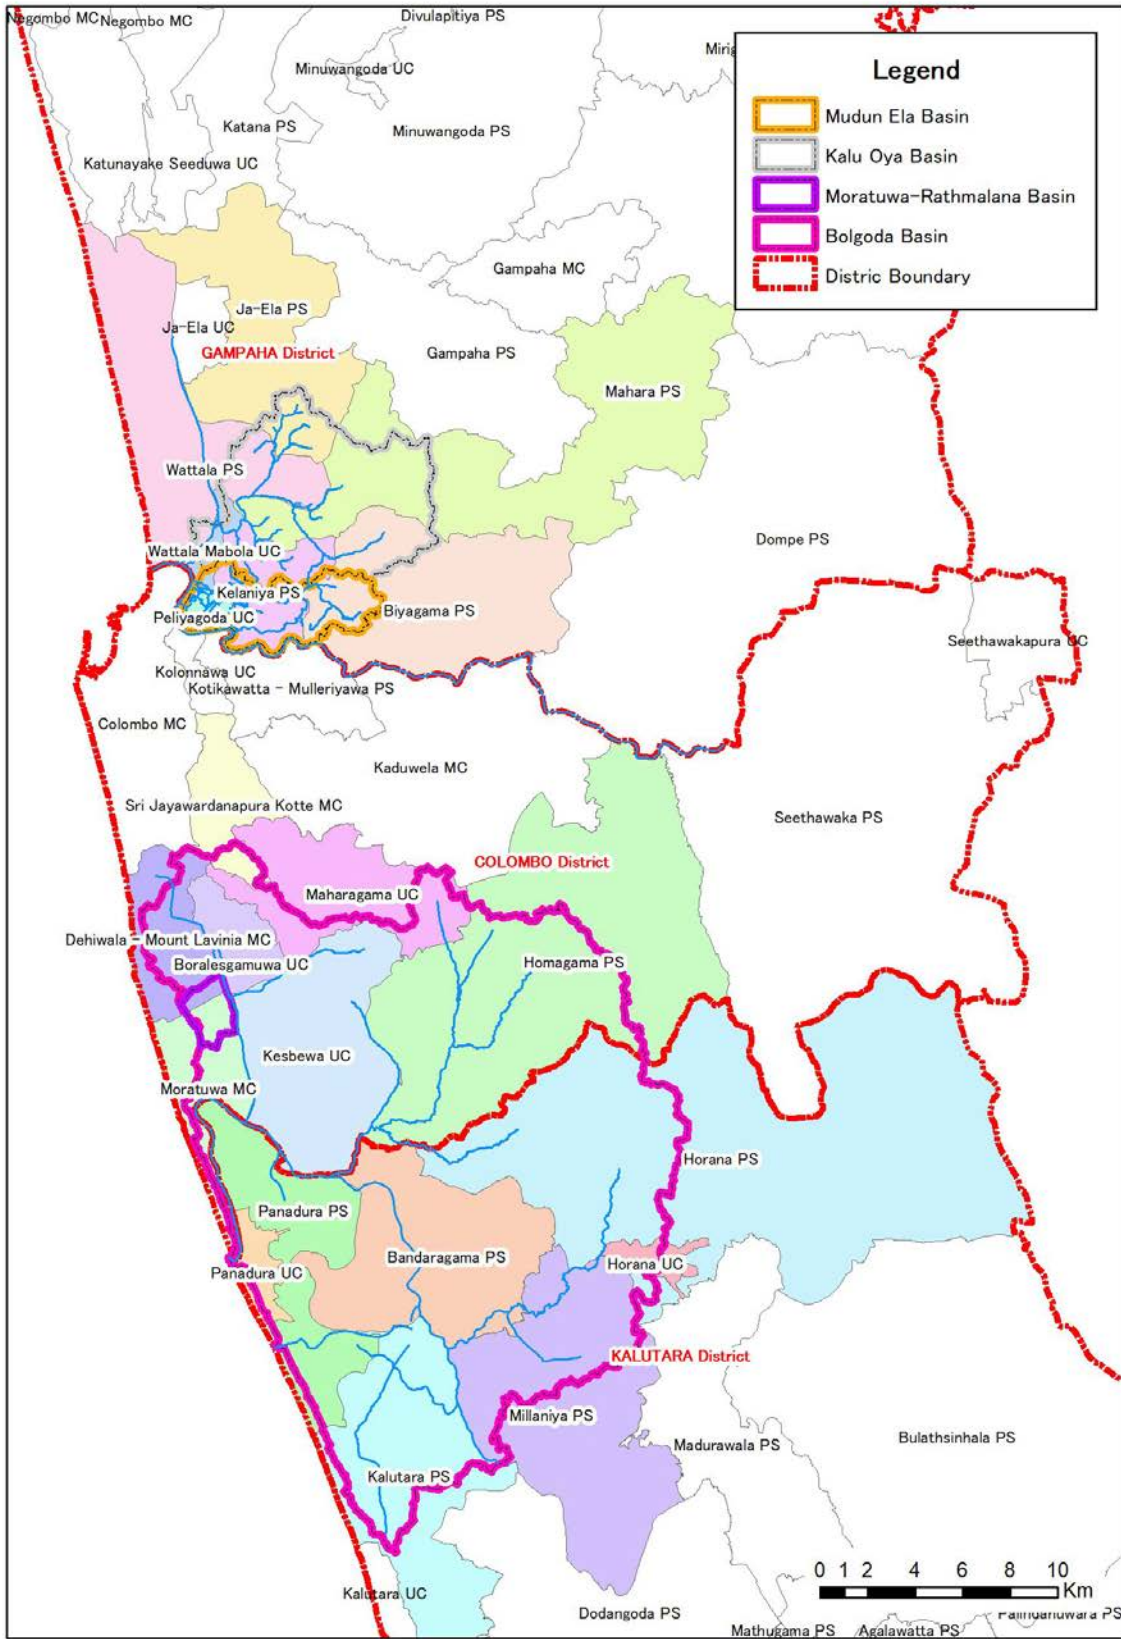 Negombo MC
Negombo MC
Divulapitiya PS
Minuwangoda UC
Katana PS
Minuwangoda PS
Katunayake Seeduwa UC
Legend
Mudun Ela Basin
Kalu Oya Basin
Moratuwa-Rathmalana Basin
Bolgoda Basin
Distric Boundary
Gampaha MC
Ja-Ela PS
Ja-Ela UC
GAMPAHA District
Gampaha PS
Mahara PS
Wattala PS
Dompe PS
Wattala Mabola UC
Kelaniya PS
Peliyagoda UC
Biyagama PS
Seethawakapura UC
Kolonnawa UC
Kotikawatta - Mulleriyawa PS
Colombo MC
Kaduwela MC
Sri Jayawardanapura Kotte MC
Seethawaka PS
COLOMBO District
Maharagama UC
Dehiwala - Mount Lavinia MC
Boralesgamuwa UC
Homagama PS
Kesbewa UC
Moratuwa MC
Horana PS
Panadura PS
Bandaragama PS
Horana UC
Panadura UC
KALUTARA District
Millaniya PS
Madurawala PS
Bulathsinhala PS
Kalutara PS
Kalutara UC
0 1 2 4 6 8 10
Km
Dodangoda PS
Palindanuwara PS
Mathugama PS
Agalawatta PS